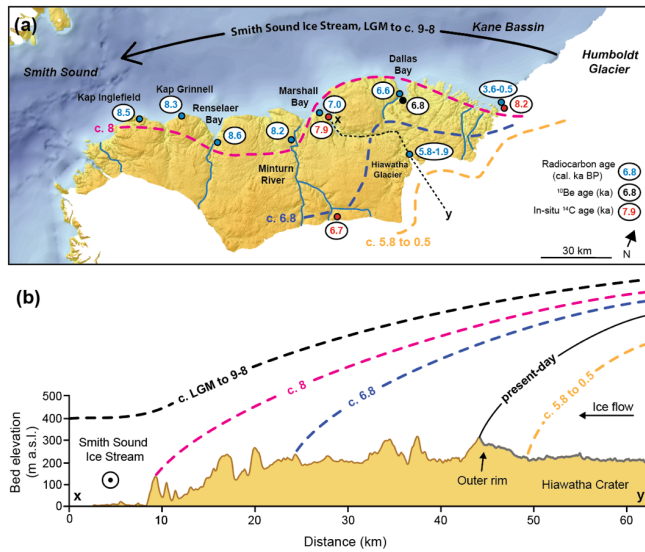 (a)
Smith Sound Ice Stream, LGM to c. 9-8
Kane Bassin
Smith Sound
Humboldt
Glacier
Dallas
Bay
Marshall
Bay
Kap Inglefield
Kap Grinnell
Renselaer
Bay
8.5
8.3
8.6
8.2
7.0
7.9
x
6.6
6.8
3.6-0.5
8.2
c. 8
Minturn
River
Hiawatha
Glacier
5.8-1.9
c. 6.8
6.7
y
c. 5.8 to 0.5
Radiocarbon age
(cal. ka BP)
6.8
¹⁰Be age (ka)
6.8
In-situ ¹⁴C age (ka)
7.9
30 km
N
(b)
Bed elevation
(m a.s.l.)
500
400
300
200
100
0
c. LGM to 9-8
c. 8
c. 6.8
present-day
c. 5.8 to 0.5
Ice flow
Smith Sound
Ice Stream
Outer rim
Hiawatha Crater
x
y
0
10
20
30
40
50
60
Distance (km)